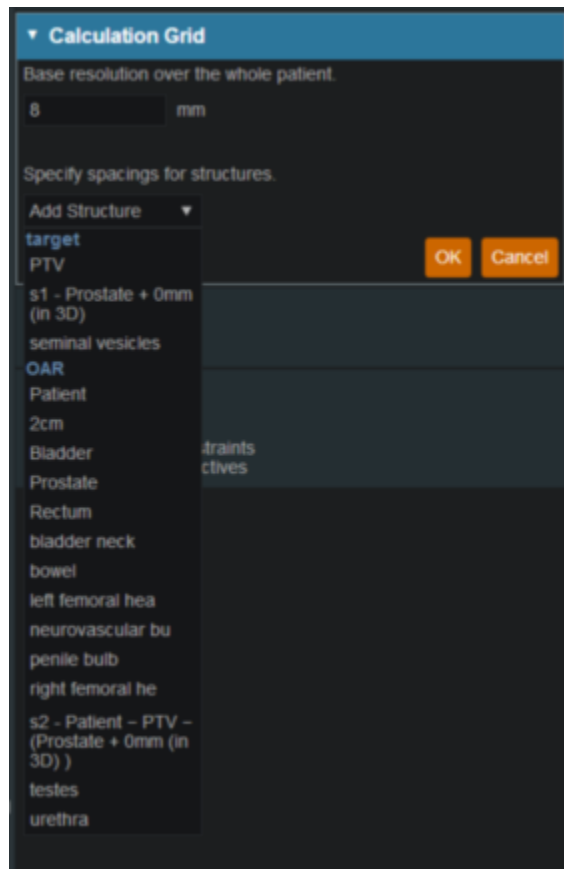 Calculation Grid
Base resolution over the whole patient.
8 mm
Specify spacings for structures.
Add Structure
target
PTV
OK Cancel
s1 - Prostate + 0mm
(in 3D)
seminal vesicles
OAR
Patient
2cm
Bladder
straints
ctives
Prostate
Rectum
bladder neck
bowel
left femoral hea
neurovascular bu
penile bulb
right femoral he
s2 - Patient – PTV –
(Prostate + 0mm (in
3D) )
testes
urethra